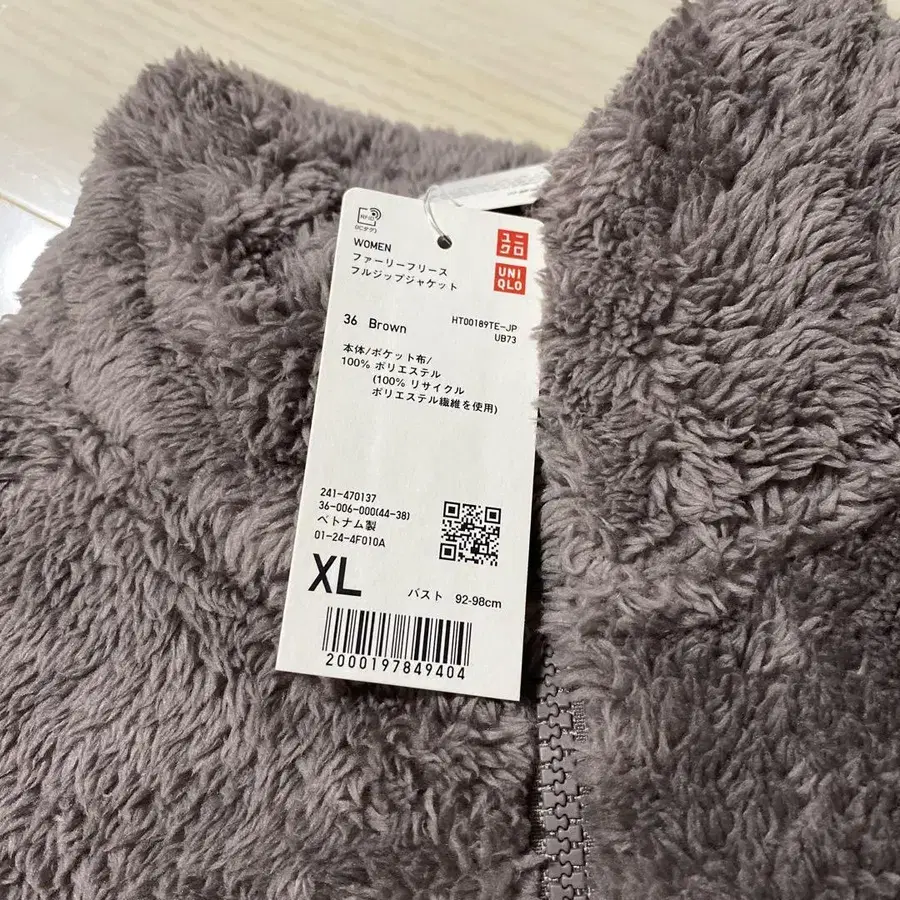 RFID
(ICタグ)
ユニ
クロ
UNI
QLO
WOMEN
ファーリーフリース
フルジップジャケット
36 Brown
HT00189TE-JP
UB73
本体/ポケット布/
100% ポリエステル
(100% リサイクル
ポリエステル繊維を使用)
241-470137
36-006-000(44-38)
ベトナム製
01-24-4F010A
XL
バスト 92-98cm
2000197849404